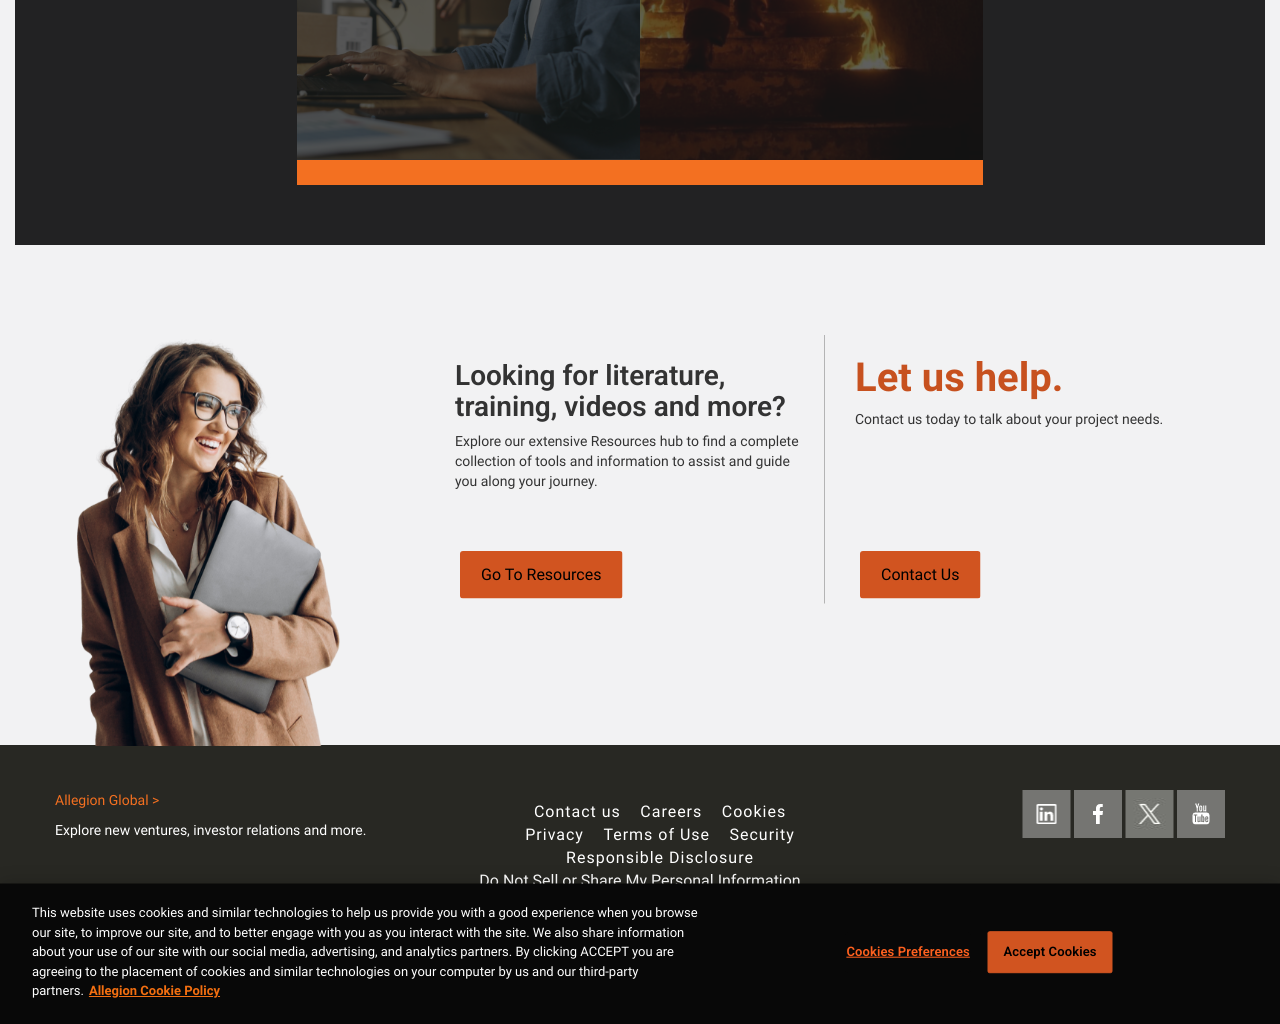 Looking for literature,
training, videos and more?
Explore our extensive Resources hub to find a complete
collection of tools and information to assist and guide
you along your journey.
Go To Resources
Let us help.
Contact us today to talk about your project needs.
Contact Us
Allegion Global >
Explore new ventures, investor relations and more.
Contact us Careers Cookies
Privacy Terms of Use Security
Responsible Disclosure
Do Not Sell or Share My Personal Information
in f X You Tube
This website uses cookies and similar technologies to help us provide you with a good experience when you browse
our site, to improve our site, and to better engage with you as you interact with the site. We also share information
about your use of our site with our social media, advertising, and analytics partners. By clicking ACCEPT you are
agreeing to the placement of cookies and similar technologies on your computer by us and our third-party
partners. Allegion Cookie Policy
Cookies Preferences
Accept Cookies